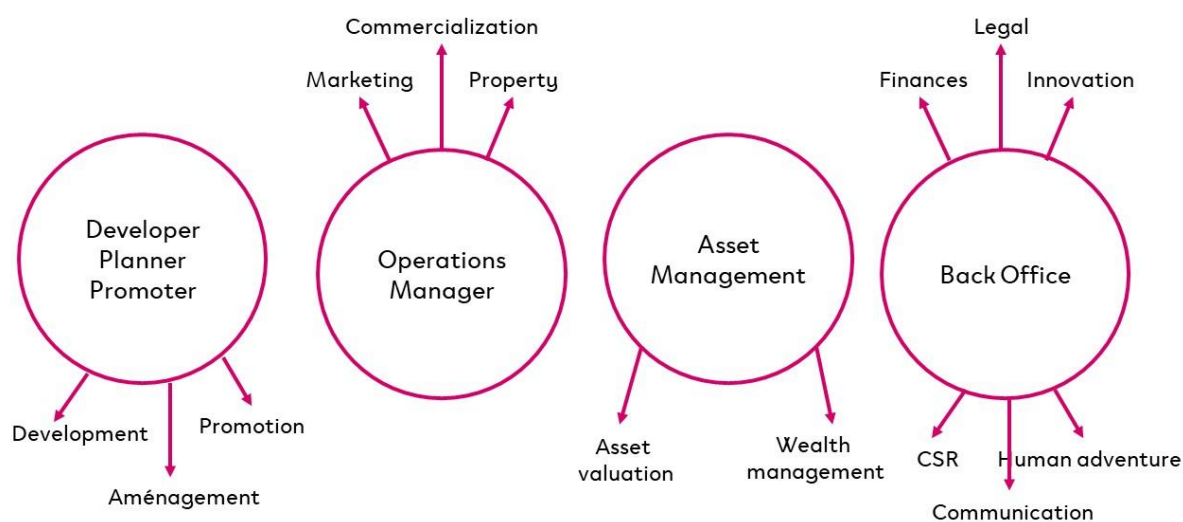 Commercialization
Marketing
Property
Legal
Finances
Innovation
Developer
Planner
Promoter
Operations
Manager
Asset
Management
Back Office
Development
Promotion
Aménagement
Asset
valuation
Wealth
management
CSR
Human adventure
Communication